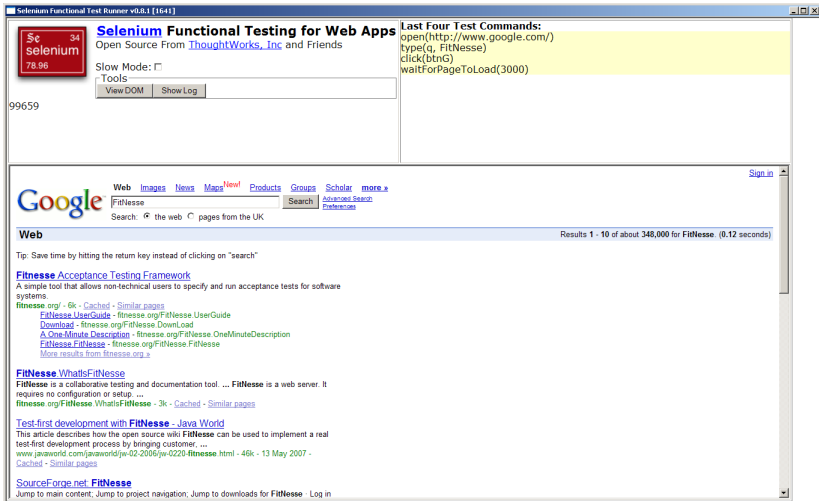 Selenium Functional Test Runner v0.8.1 [1641]
Se 34
selenium
78.96
Selenium Functional Testing for Web Apps
Open Source From ThoughtWorks, Inc and Friends
Slow Mode:
Tools
View DOM Show Log
99659
Last Four Test Commands:
open(http://www.google.com/)
type(q, FitNesse)
click(btnG)
waitForPageToLoad(3000)
Sign in
Google
Web Images News Maps New! Products Groups Scholar more »
FitNesse Search Advanced Search
Preferences
Search: the web pages from the UK
Web Results 1 - 10 of about 348,000 for FitNesse. (0.12 seconds)
Tip: Save time by hitting the return key instead of clicking on "search"
Fitnesse Acceptance Testing Framework
A simple tool that allows non-technical users to specify and run acceptance tests for software
systems.
fitnesse.org/ - 6k - Cached - Similar pages
FitNesse.UserGuide - fitnesse.org/FitNesse.UserGuide
Download - fitnesse.org/FitNesse.DownLoad
A One-Minute Description - fitnesse.org/FitNesse.OneMinuteDescription
FitNesse.FitNesse - fitnesse.org/FitNesse.FitNesse
More results from fitnesse.org »
FitNesse.WhatIsFitNesse
FitNesse is a collaborative testing and documentation tool. ... FitNesse is a web server. It
requires no configuration or setup. ...
fitnesse.org/FitNesse.WhatIsFitNesse - 3k - Cached - Similar pages
Test-first development with FitNesse - Java World
This article describes how the open source wiki FitNesse can be used to implement a real
test-first development process by bringing customer, ...
www.javaworld.com/javaworld/jw-02-2006/jw-0220-fitnesse.html - 46k - 13 May 2007 -
Cached - Similar pages
SourceForge.net: FitNesse
Jump to main content; Jump to project navigation; Jump to downloads for FitNesse · Log in